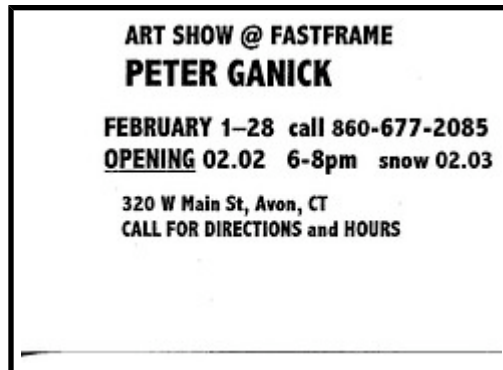 ART SHOW @ FASTFRAME
PETER GANICK
FEBRUARY 1–28 call 860-677-2085
OPENING 02.02 6-8pm snow 02.03
320 W Main St, Avon, CT
CALL FOR DIRECTIONS and HOURS